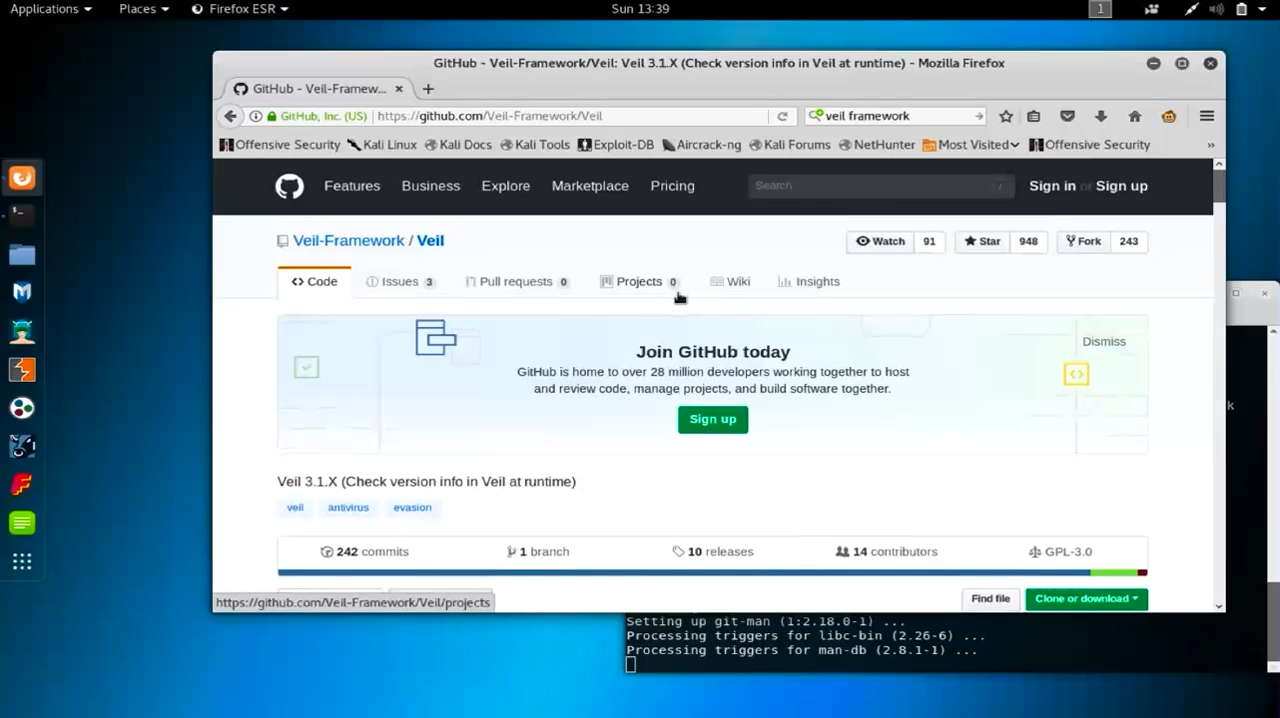 Applications Places Firefox ESR Sun 13:39 1
GitHub - Veil-Framework/Veil: Veil 3.1.X (Check version info in Veil at runtime) - Mozilla Firefox
GitHub - Veil-Framew...
GitHub, Inc. (US) https://github.com/Veil-Framework/Veil veil framework
Offensive Security Kali Linux Kali Docs Kali Tools Exploit-DB Aircrack-ng Kali Forums NetHunter Most Visited Offensive Security »
Features Business Explore Marketplace Pricing Search / Sign in or Sign up
Veil-Framework / Veil Watch 91 Star 948 Fork 243
Code Issues 3 Pull requests 0 Projects 0 Wiki Insights
Dismiss
Join GitHub today
GitHub is home to over 28 million developers working together to host
and review code, manage projects, and build software together.
Sign up
k
Veil 3.1.X (Check version info in Veil at runtime)
veil antivirus evasion
242 commits 1 branch 10 releases 14 contributors GPL-3.0
https://github.com/Veil-Framework/Veil/projects Find file Clone or download
Setting up git-man (1:2.18.0-1) ...
Processing triggers for libc-bin (2.26-6) ...
Processing triggers for man-db (2.8.1-1) ...